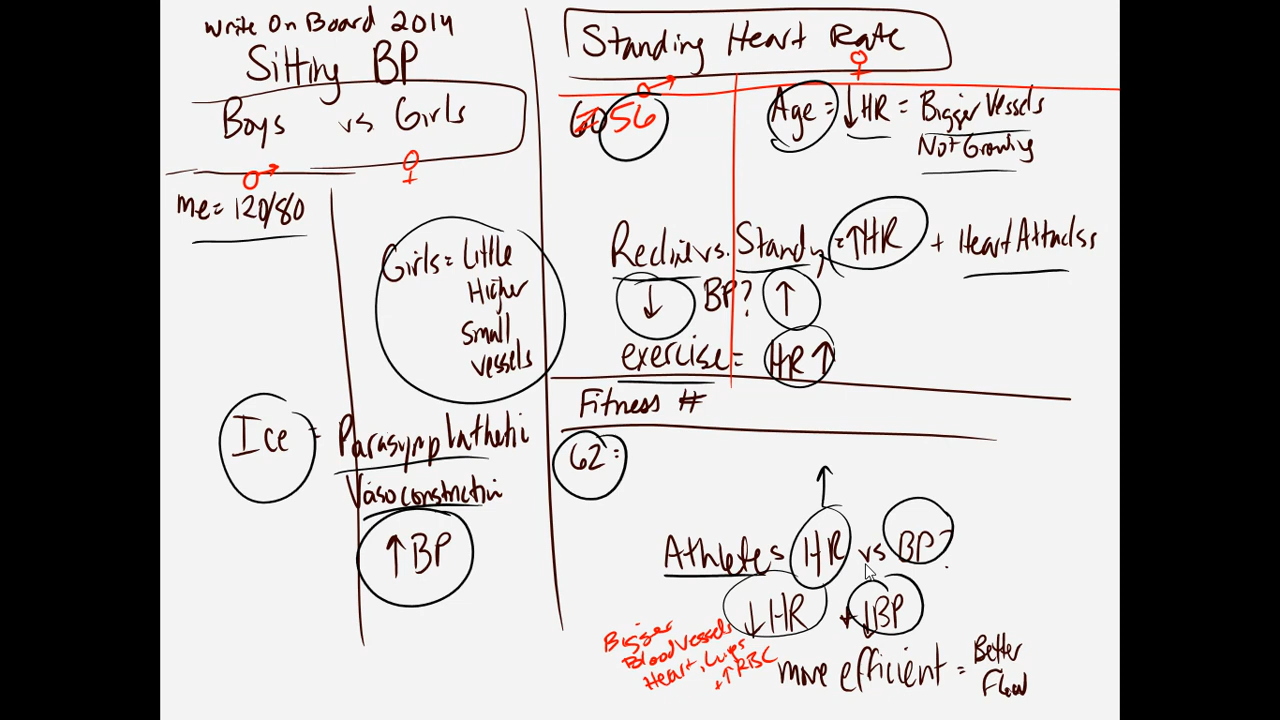 Write On Board 2014
Sitting BP
Boys vs Girls
♂ ♀
me = 120/80
Girls = Little
Higher
Small
Vessels
Ice = Parasympathetic
Vasoconstriction
↑ BP
Standing Heart Rate
♂ ♀
60 56
Age = ↓ HR = Bigger Vessels
Not Growing
Recline vs. Standing = ↑HR + Heart Attacks
↓ BP? ↑
exercise = HR ↑
Fitness #
62 =
↑
Athletes HR vs BP?
↓HR + ↓BP
Bigger
Blood Vessels
Heart, Lungs
+ ↑RBC
more efficient = Better
Flow